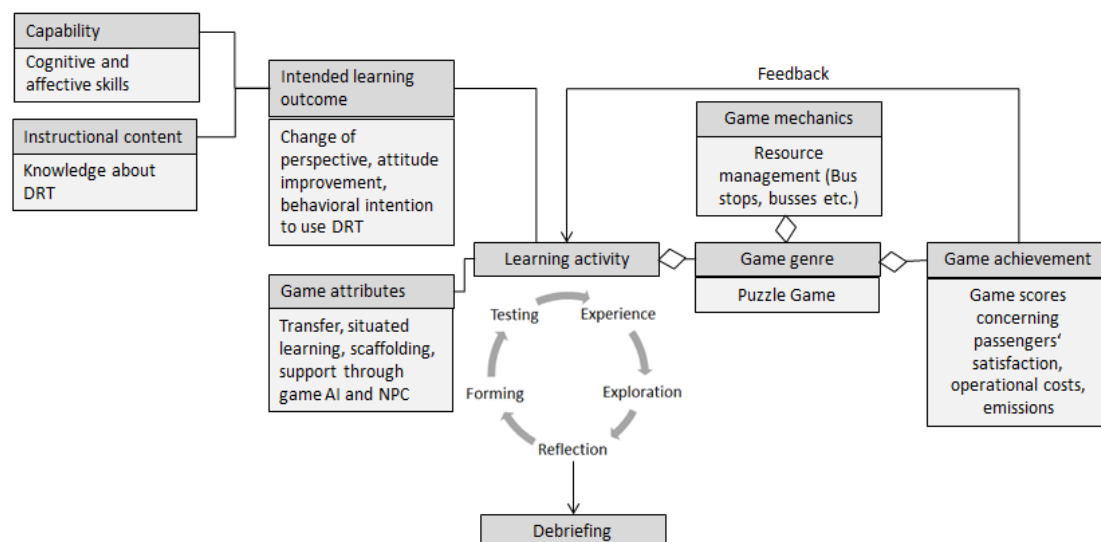 Capability
Cognitive and
affective skills
Instructional content
Knowledge about
DRT
Intended learning
outcome
Change of
perspective, attitude
improvement,
behavioral intention
to use DRT
Game attributes
Transfer, situated
learning, scaffolding,
support through
game AI and NPC
Feedback
Game mechanics
Resource
management (Bus
stops, busses etc.)
Learning activity
Game genre
Puzzle Game
Game achievement
Game scores
concerning
passengers‘
satisfaction,
operational costs,
emissions
Testing
Experience
Forming
Exploration
Reflection
Debriefing